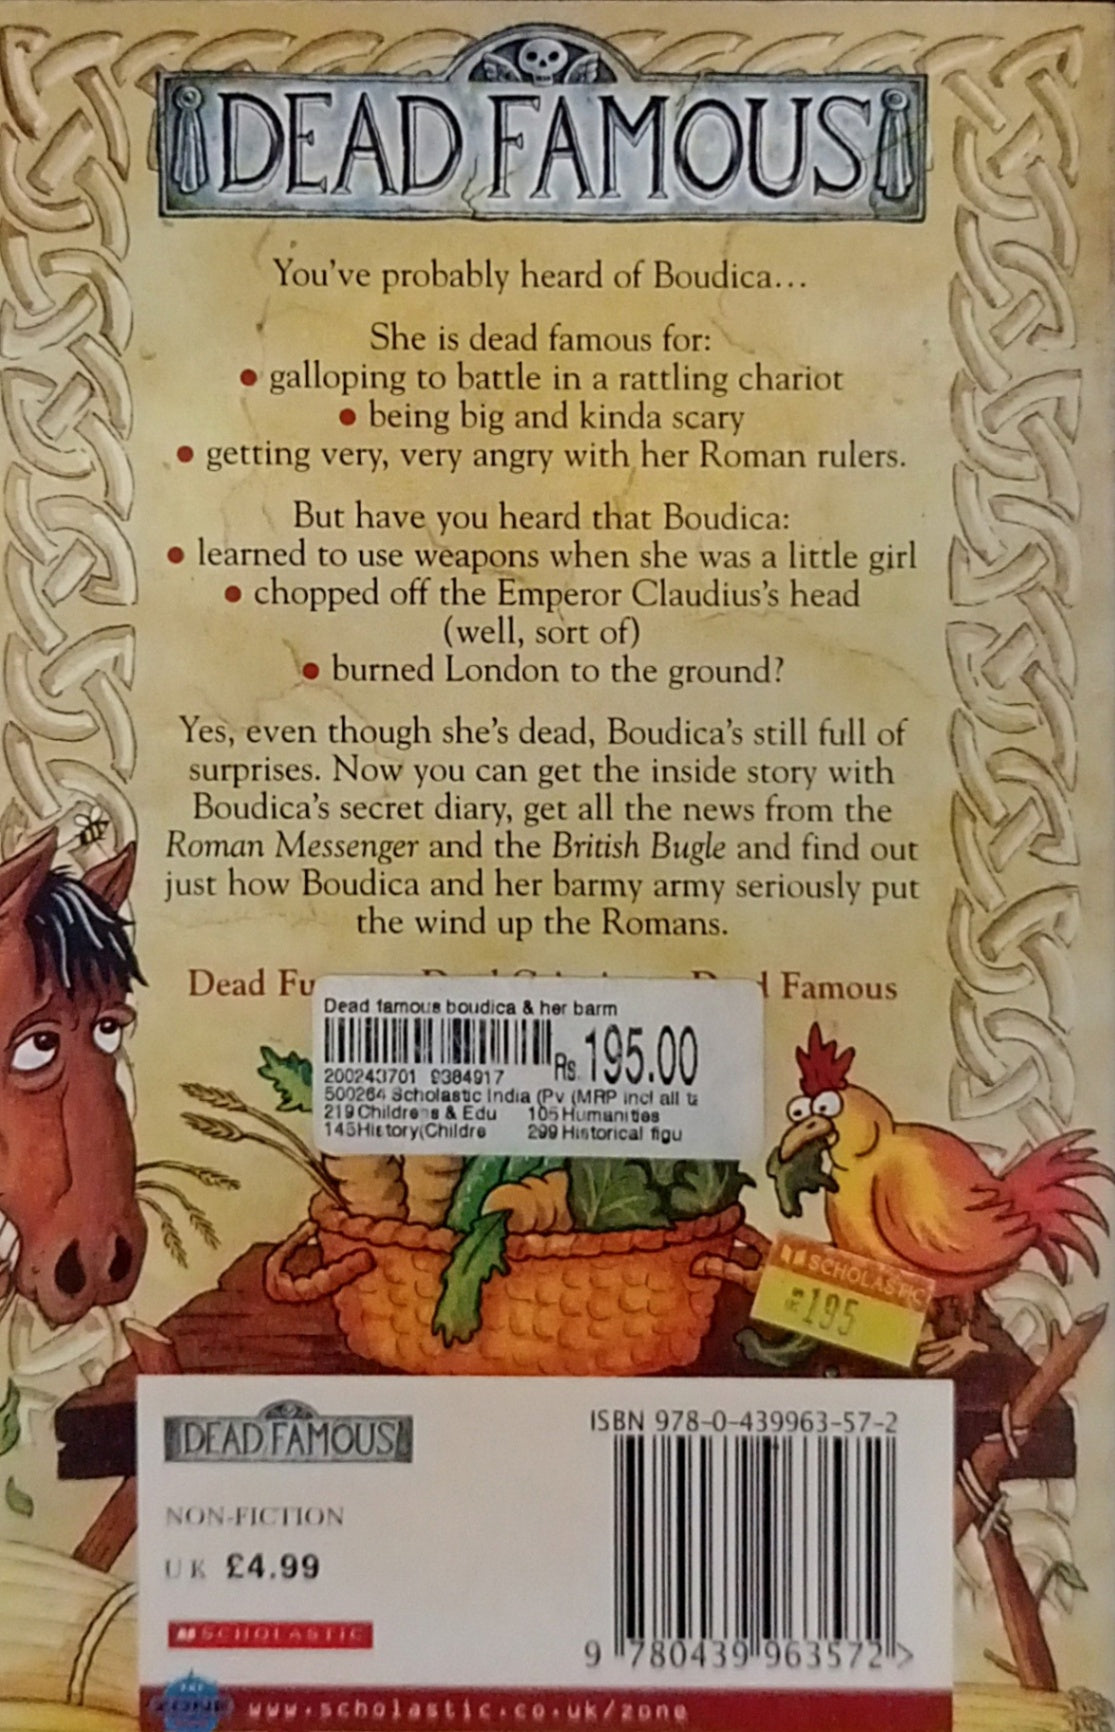 DEAD FAMOUS
You've probably heard of Boudica...
She is dead famous for:
• galloping to battle in a rattling chariot
• being big and kinda scary
• getting very, very angry with her Roman rulers.
But have you heard that Boudica:
• learned to use weapons when she was a little girl
• chopped off the Emperor Claudius's head
(well, sort of)
• burned London to the ground?
Yes, even though she's dead, Boudica's still full of
surprises. Now you can get the inside story with
Boudica's secret diary, get all the news from the
Roman Messenger and the British Bugle and find out
just how Boudica and her barmy army seriously put
the wind up the Romans.
Dead Famous
Dead famous boudica & her barm
Rs. 195.00
200243701 9384917
500264 Scholastic India (Pv (MRP incl all t
219 Childrens & Edu 105 Humanities
145 History(Childre 299 Historical figu
SCHOLASTIC
195
DEAD FAMOUS
ISBN 978-0-439963-57-2
NON-FICTION
UK £4.99
SCHOLASTIC
9 780439 963572 >
THE ZONE
www.scholastic.co.uk/zone